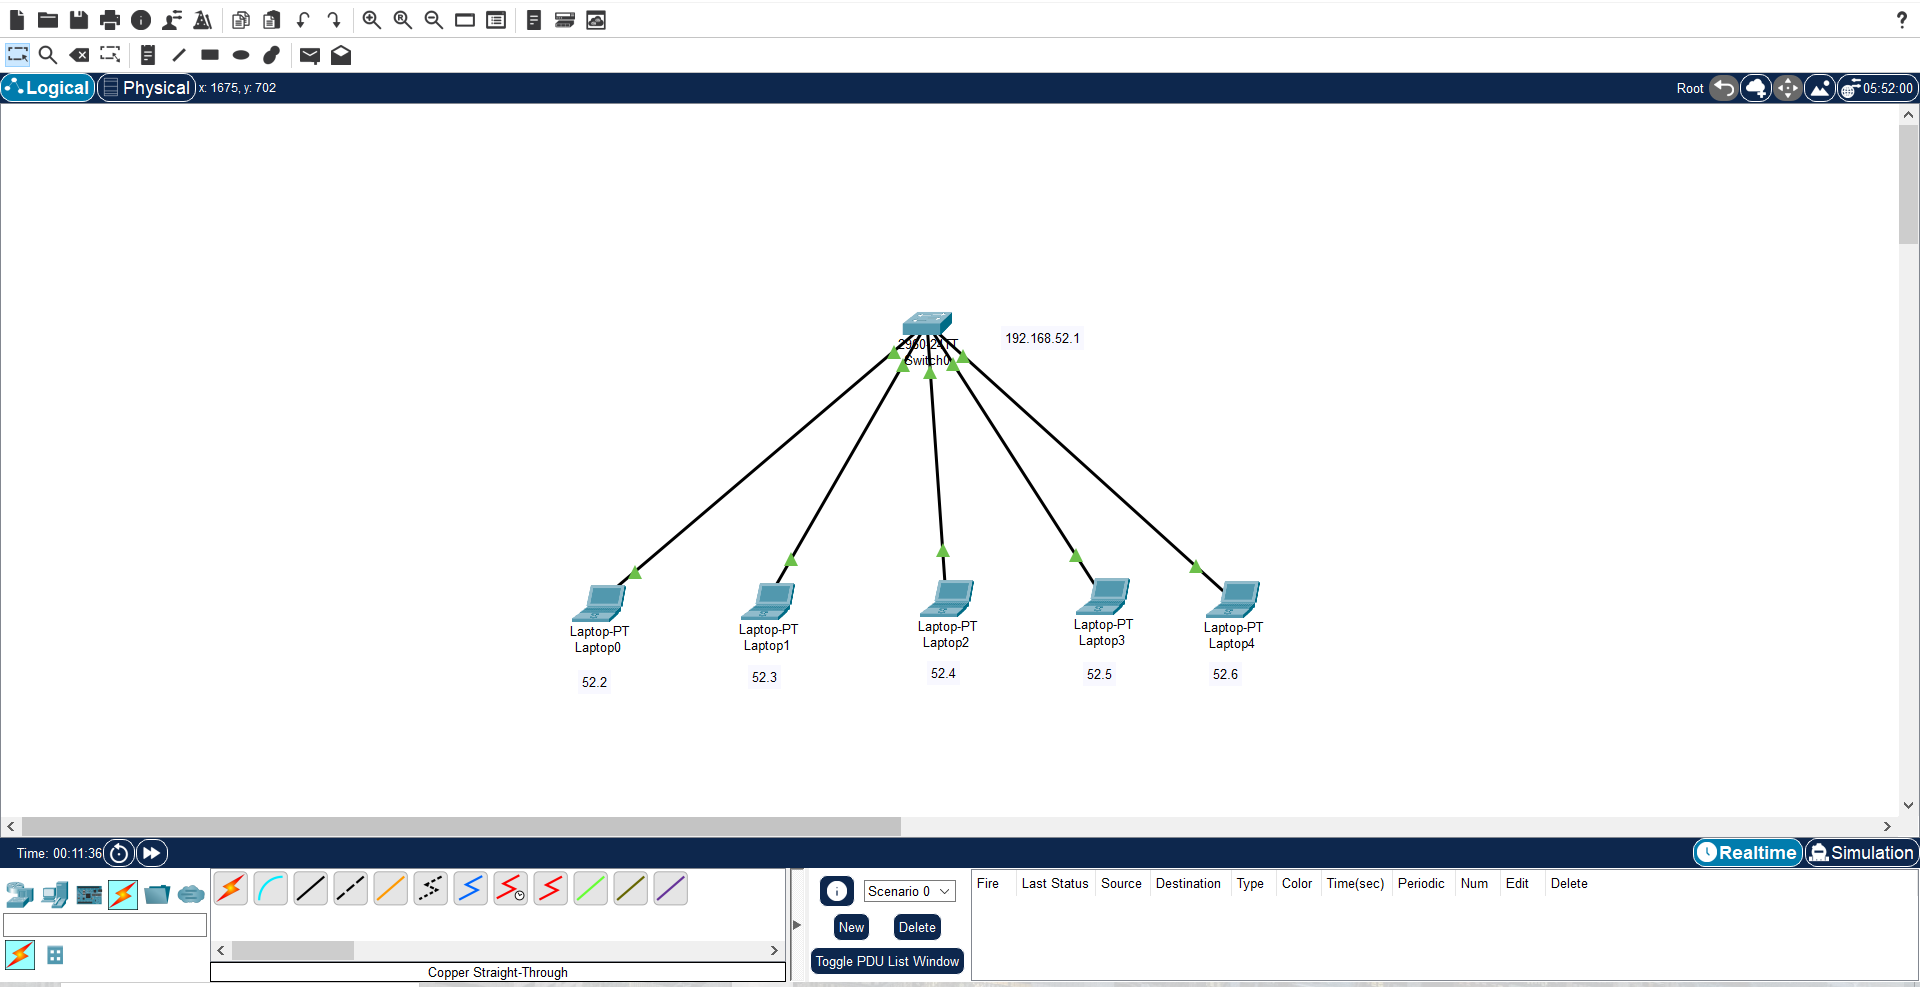 ?
Logical
Physical
x: 1675, y: 702
Root
05:52:00
192.168.52.1
2960-24TT
Switch0
Laptop-PT
Laptop0
Laptop-PT
Laptop1
Laptop-PT
Laptop2
Laptop-PT
Laptop3
Laptop-PT
Laptop4
52.2
52.3
52.4
52.5
52.6
Time: 00:11:36
Realtime
Simulation
Scenario 0
New
Delete
Toggle PDU List Window
Fire Last Status Source Destination Type Color Time(sec) Periodic Num Edit Delete
Copper Straight-Through